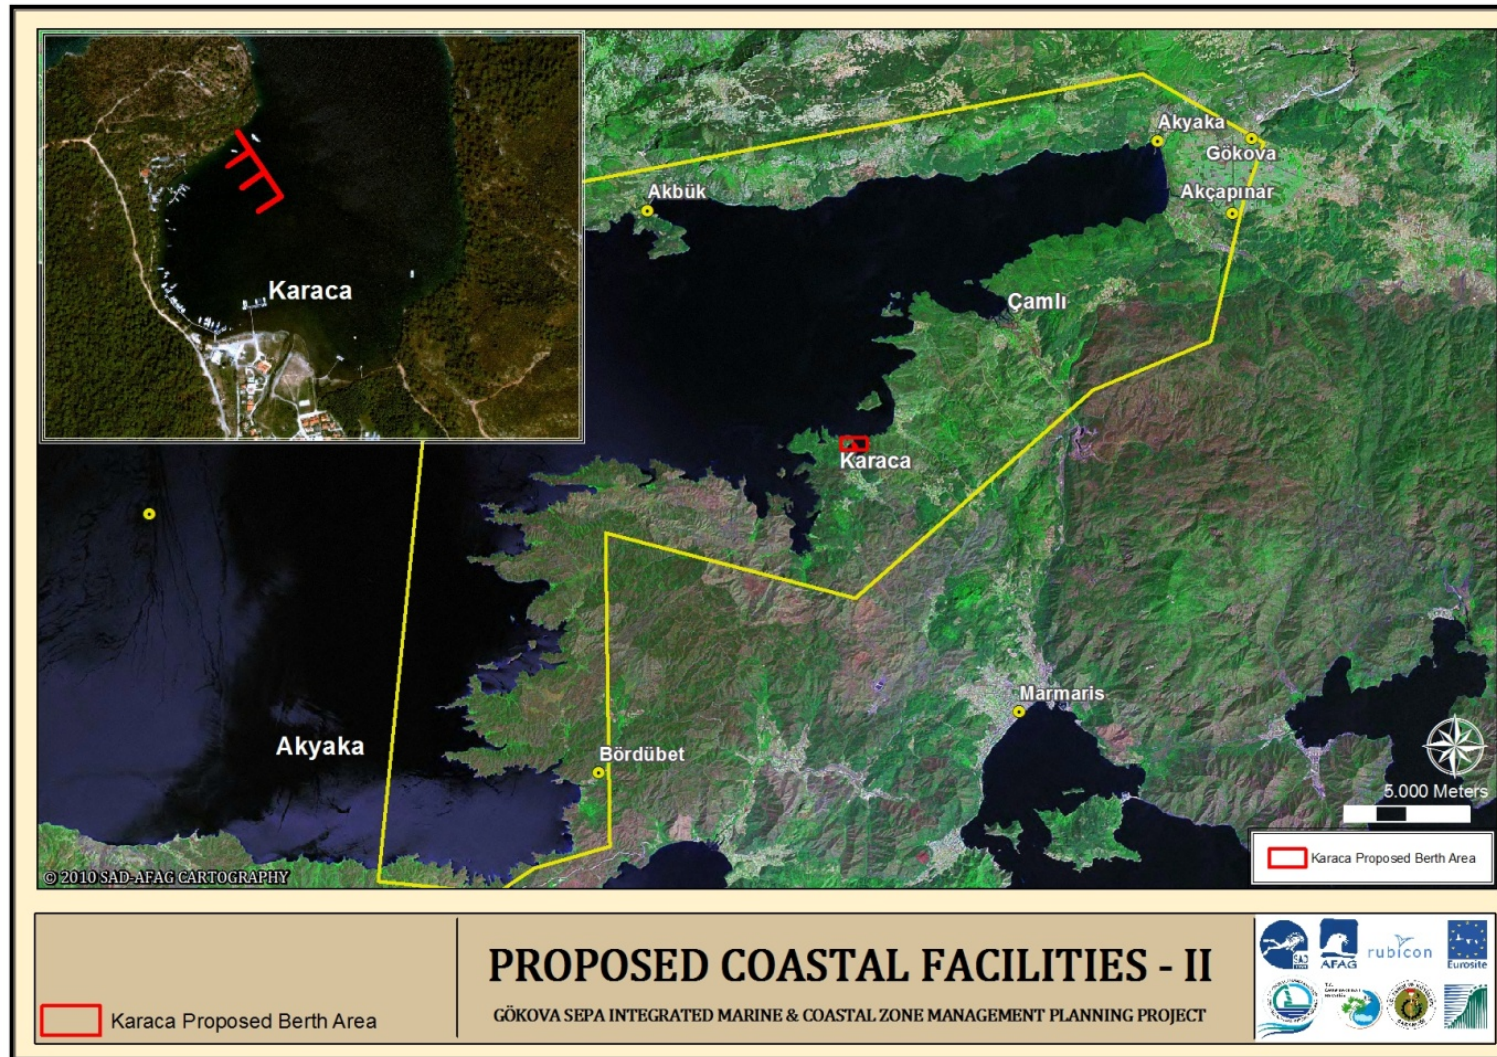 Karaca
Akyaka
Gökova
Akbük
Akçapınar
Çamlı
Karaca
Marmaris
Akyaka
Bördübet
5.000 Meters
Karaca Proposed Berth Area
© 2010 SAD-AFAG CARTOGRAPHY
PROPOSED COASTAL FACILITIES - II
GÖKOVA SEPA INTEGRATED MARINE & COASTAL ZONE MANAGEMENT PLANNING PROJECT
Karaca Proposed Berth Area
SAD
AFAG
rubicon
Eurosite